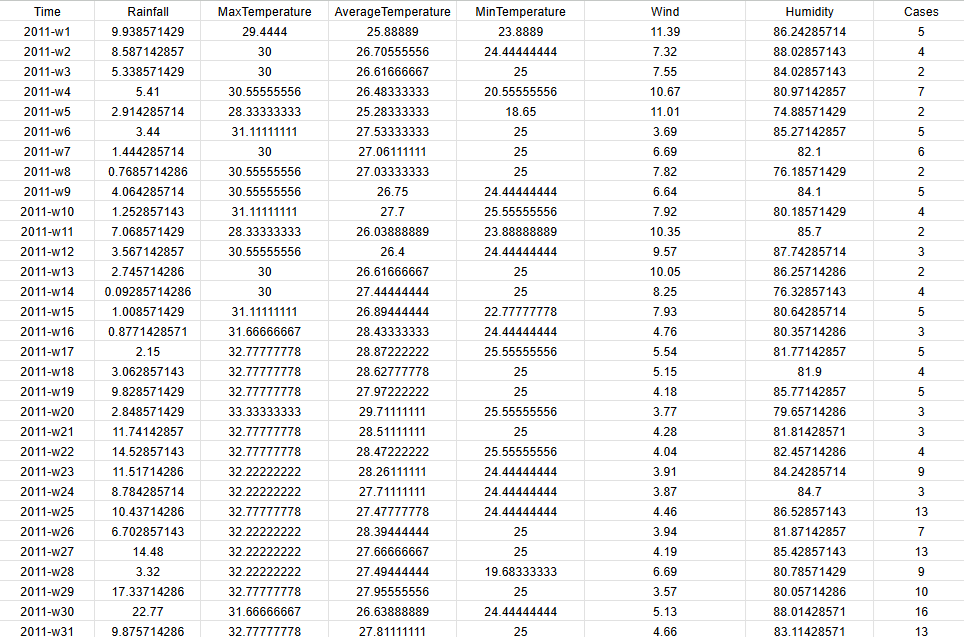 Time Rainfall MaxTemperature AverageTemperature MinTemperature Wind Humidity Cases
2011-w1 9.938571429 29.4444 25.88889 23.8889 11.39 86.24285714 5
2011-w2 8.587142857 30 26.70555556 24.44444444 7.32 88.02857143 4
2011-w3 5.338571429 30 26.61666667 25 7.55 84.02857143 2
2011-w4 5.41 30.55555556 26.48333333 20.55555556 10.67 80.97142857 7
2011-w5 2.914285714 28.33333333 25.28333333 18.65 11.01 74.88571429 2
2011-w6 3.44 31.11111111 27.53333333 25 3.69 85.27142857 5
2011-w7 1.444285714 30 27.06111111 25 6.69 82.1 6
2011-w8 0.7685714286 30.55555556 27.03333333 25 7.82 76.18571429 2
2011-w9 4.064285714 30.55555556 26.75 24.44444444 6.64 84.1 5
2011-w10 1.252857143 31.11111111 27.7 25.55555556 7.92 80.18571429 4
2011-w11 7.068571429 28.33333333 26.03888889 23.88888889 10.35 85.7 2
2011-w12 3.567142857 30.55555556 26.4 24.44444444 9.57 87.74285714 3
2011-w13 2.745714286 30 26.61666667 25 10.05 86.25714286 2
2011-w14 0.09285714286 30 27.44444444 25 8.25 76.32857143 4
2011-w15 1.008571429 31.11111111 26.89444444 22.77777778 7.93 80.64285714 5
2011-w16 0.8771428571 31.66666667 28.43333333 24.44444444 4.76 80.35714286 3
2011-w17 2.15 32.77777778 28.87222222 25.55555556 5.54 81.77142857 5
2011-w18 3.062857143 32.77777778 28.62777778 25 5.15 81.9 4
2011-w19 9.828571429 32.77777778 27.97222222 25 4.18 85.77142857 5
2011-w20 2.848571429 33.33333333 29.71111111 25.55555556 3.77 79.65714286 3
2011-w21 11.74142857 32.77777778 28.51111111 25 4.28 81.81428571 3
2011-w22 14.52857143 32.77777778 28.47222222 25.55555556 4.04 82.45714286 4
2011-w23 11.51714286 32.22222222 28.26111111 24.44444444 3.91 84.24285714 9
2011-w24 8.784285714 32.22222222 27.71111111 24.44444444 3.87 84.7 3
2011-w25 10.43714286 32.77777778 27.47777778 24.44444444 4.46 86.52857143 13
2011-w26 6.702857143 32.22222222 28.39444444 25 3.94 81.87142857 7
2011-w27 14.48 32.22222222 27.66666667 25 4.19 85.42857143 13
2011-w28 3.32 32.22222222 27.49444444 19.68333333 6.69 80.78571429 9
2011-w29 17.33714286 32.77777778 27.95555556 25 3.57 80.05714286 10
2011-w30 22.77 31.66666667 26.63888889 24.44444444 5.13 88.01428571 16
2011-w31 9.875714286 32.77777778 27.81111111 25 4.66 83.11428571 13